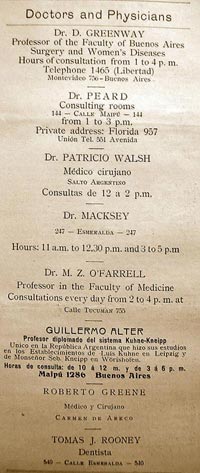 Doctors and Physicians
Dr. D. GREENWAY
Professor of the Faculty of Buenos Aires
Surgery and Women's Diseases
Hours of consultation from 1 to 4 p. m.
Telephone 1465 (Libertad)
Montevideo 756 - Buenos Aires
Dr. PEARD
Consulting rooms
144 — CALLE MAIPÚ — 144
from 1 to 3 p.m.
Private address: Florida 957
Unión Tel. 551 Avenida
Dr. PATRICIO WALSH
Médico cirujano
SALTO ARGENTINO
Consultas de 12 a 2 p.m.
Dr. MACKSEY
247 — ESMERALDA — 247
Hours: 11 a.m. to 12.30 p.m. and 3 to 5 p.m
Dr. M. Z. O'FARRELL
Professor in the Faculty of Medicine
Consultations every day from 2 to 4 p.m. at
Calle TUCUMAN 755
GUILLERMO ALTER
Profesor diplomado del sistema Kuhne-Kneipp
Unico en la República Argentina que hizo sus estudios
en los Establecimientos de Luis Kuhne en Leipzig y
de Monseñor Seb. Kneipp en Worishofen.
Horas de consulta: de 10 á 12 m. y de 3 á 6 p. m.
Maipú 1286 Buenos Aires
ROBERTO GREENE
Médico y Cirujano
CARMEN DE ARECO
TOMAS J. ROONEY
Dentista
840 — CALLE ESMERALDA — 840